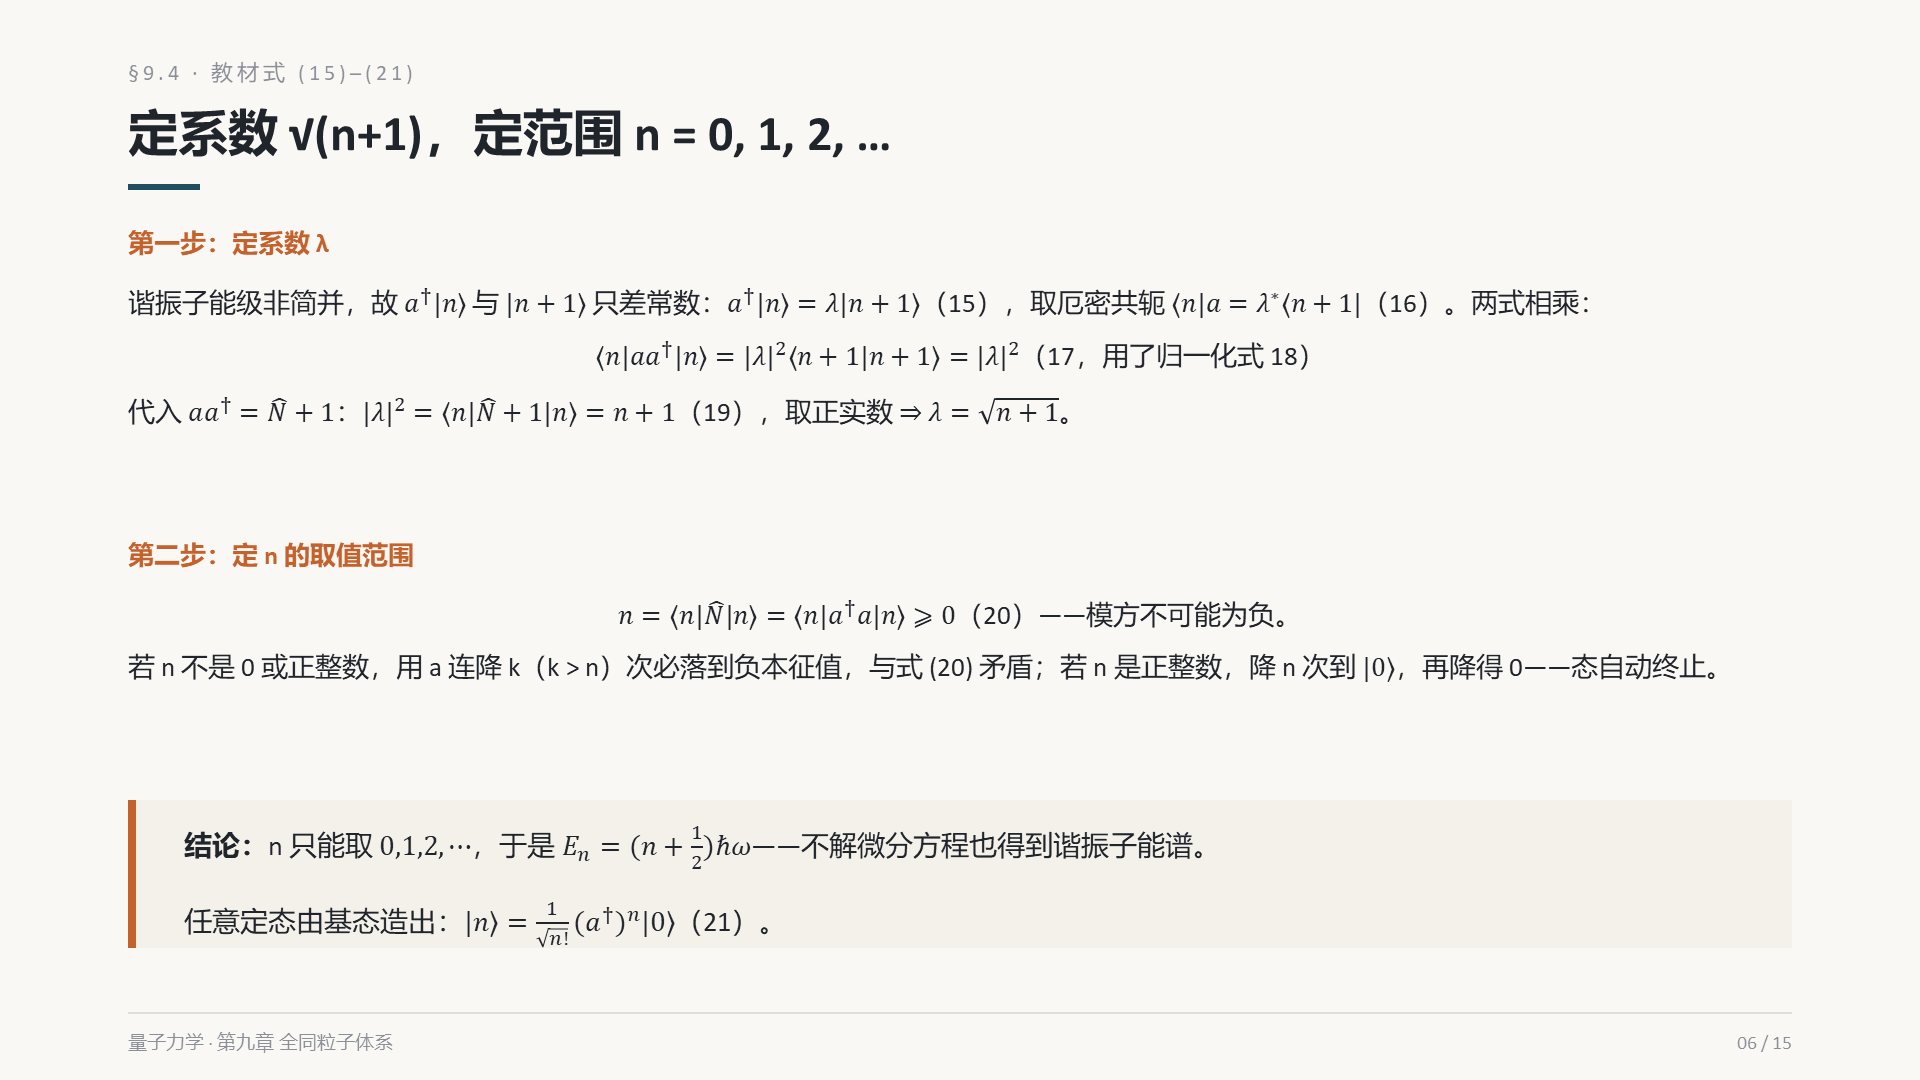 §9.4 · 教材式 (15)–(21)
定系数 √(n+1)，定范围 n = 0, 1, 2, …
第一步：定系数 λ
谐振子能级非简并，故 a†|n⟩ 与 |n + 1⟩ 只差常数：a†|n⟩ = λ|n + 1⟩（15），取厄密共轭 ⟨n|a = λ*⟨n + 1|（16）。两式相乘：
⟨n|aa†|n⟩ = |λ|²⟨n + 1|n + 1⟩ = |λ|²（17，用了归一化式 18）
代入 aa† = N̂ + 1：|λ|² = ⟨n|N̂ + 1|n⟩ = n + 1（19），取正实数 ⇒ λ = √(n + 1)。
第二步：定 n 的取值范围
n = ⟨n|N̂|n⟩ = ⟨n|a†a|n⟩ ⩾ 0（20）——模方不可能为负。
若 n 不是 0 或正整数，用 a 连降 k（k > n）次必落到负本征值，与式 (20) 矛盾；若 n 是正整数，降 n 次到 |0⟩，再降得 0——态自动终止。
结论：n 只能取 0,1,2,⋯，于是 Eₙ = (n + 1/2)ℏω——不解微分方程也得到谐振子能谱。
任意定态由基态造出：|n⟩ = 1/√n! (a†)ⁿ|0⟩（21）。
量子力学 · 第九章 全同粒子体系
06 / 15